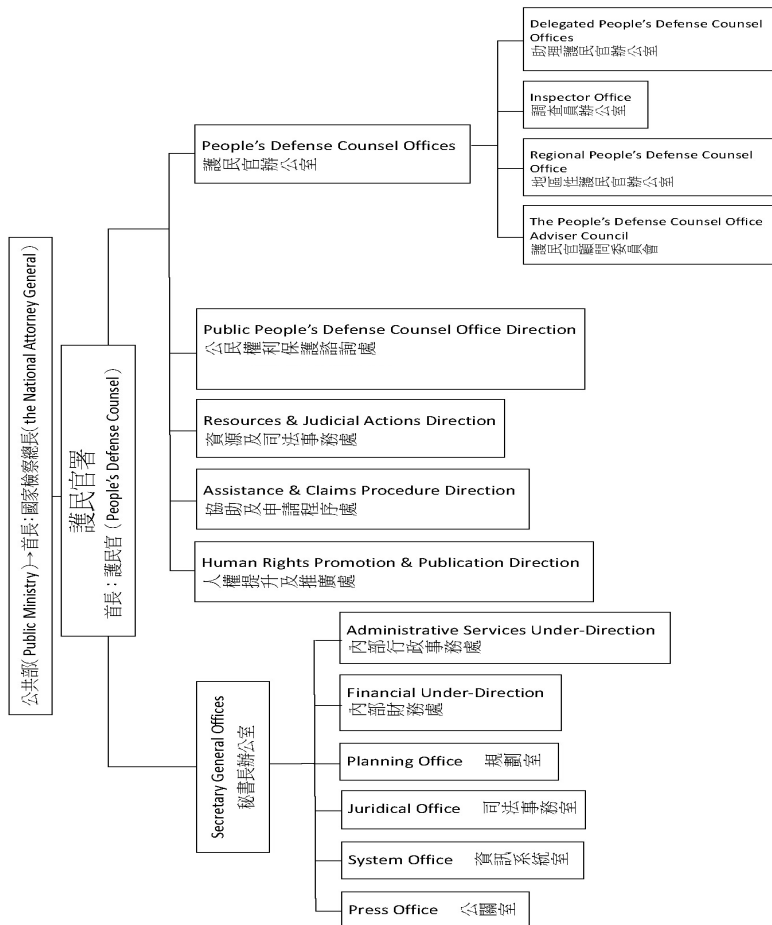 公共部(Public Ministry)→首長:國家檢察總長(the National Attorney General)
護民官署
首長：護民官（People's Defense Counsel）
People's Defense Counsel Offices
護民官辦公室
Delegated People's Defense Counsel
Offices
助理護民官辦公室
Inspector Office
調查員辦公室
Regional People's Defense Counsel
Office
地區性護民官辦公室
The People's Defense Counsel Office
Adviser Council
護民官顧問委員會
Public People's Defense Counsel Office Direction
公民權利保護諮詢處
Resources & Judicial Actions Direction
資源及司法事務處
Assistance & Claims Procedure Direction
協助及申請程序處
Human Rights Promotion & Publication Direction
人權提升及推廣處
Secretary General Offices
秘書長辦公室
Administrative Services Under-Direction
內部行政事務處
Financial Under-Direction
內部財務處
Planning Office 規劃室
Juridical Office 司法事務室
System Office 資訊系統室
Press Office 公關室